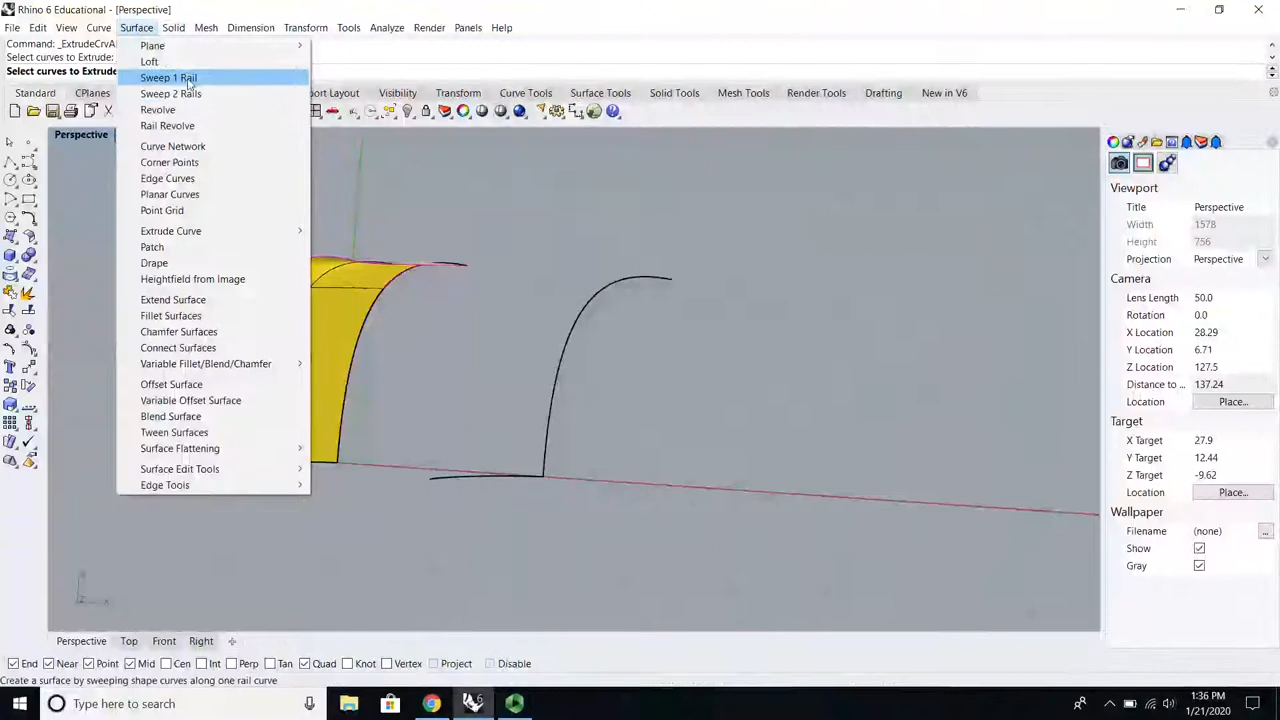 Rhino 6 Educational - [Perspective]
File Edit View Curve Surface Solid Mesh Dimension Transform Tools Analyze Render Panels Help
Command: _ExtrudeCrvAl
Select curves to Extrude:
Select curves to Extrude
Plane
Loft
Sweep 1 Rail
Sweep 2 Rails
Revolve
Rail Revolve
Curve Network
Corner Points
Edge Curves
Planar Curves
Point Grid
Extrude Curve
Patch
Drape
Heightfield from Image
Extend Surface
Fillet Surfaces
Chamfer Surfaces
Connect Surfaces
Variable Fillet/Blend/Chamfer
Offset Surface
Variable Offset Surface
Blend Surface
Tween Surfaces
Surface Flattening
Surface Edit Tools
Edge Tools
Standard CPlanes port Layout Visibility Transform Curve Tools Surface Tools Solid Tools Mesh Tools Render Tools Drafting New in V6
Perspective
z
x
Viewport
Title Perspective
Width 1578
Height 756
Projection Perspective
Camera
Lens Length 50.0
Rotation 0.0
X Location 28.29
Y Location 6.71
Z Location 127.5
Distance to ... 137.24
Location Place...
Target
X Target 27.9
Y Target 12.44
Z Target -9.62
Location Place...
Wallpaper
Filename (none) ...
Show
Gray
Perspective Top Front Right
End Near Point Mid Cen Int Perp Tan Quad Knot Vertex Project Disable
Create a surface by sweeping shape curves along one rail curve
Type here to search
1:36 PM
1/21/2020